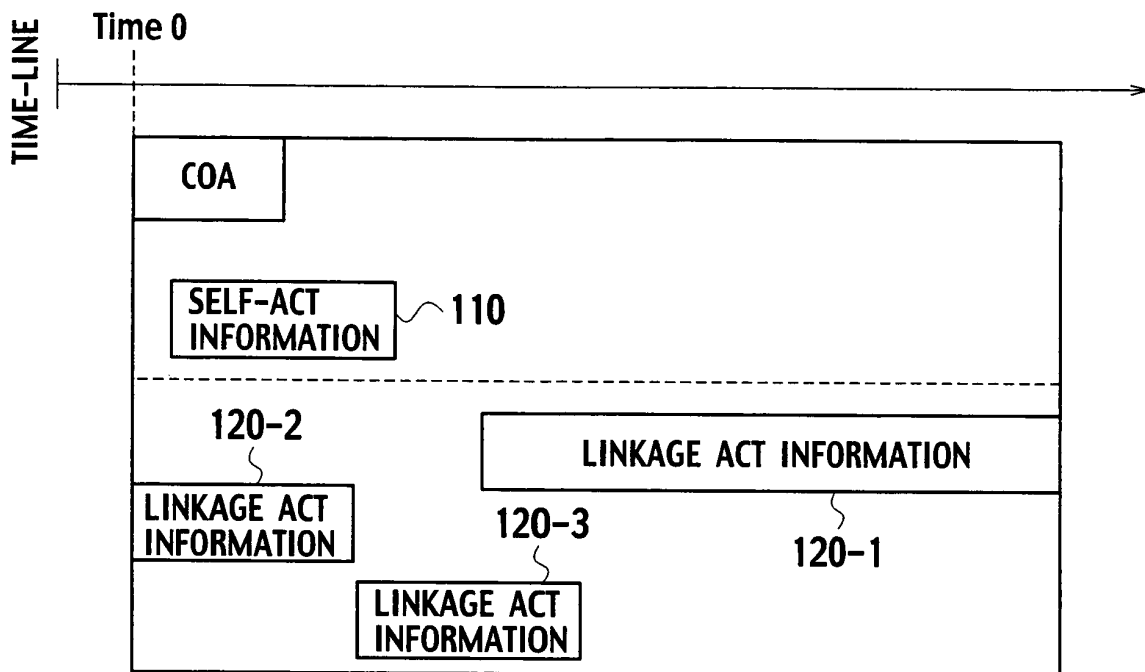 TIME-LINE
Time 0
COA
SELF-ACT
INFORMATION
110
120-2
LINKAGE ACT INFORMATION
LINKAGE ACT
INFORMATION
120-3
120-1
LINKAGE ACT
INFORMATION